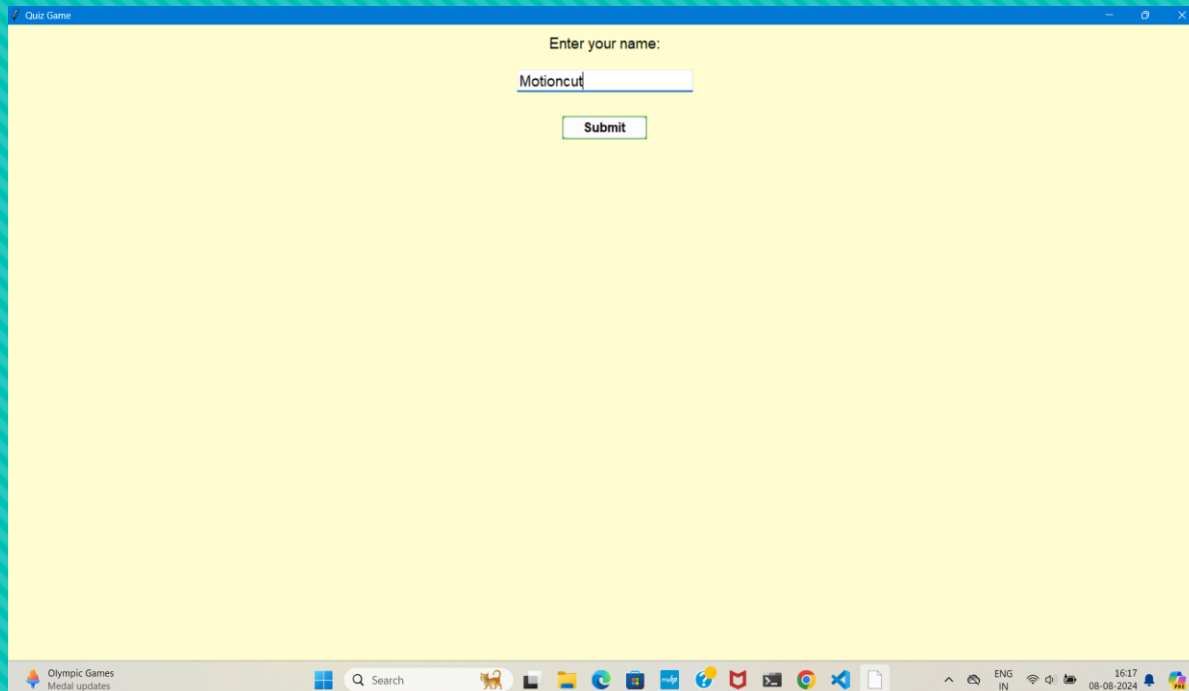 Quiz Game
Enter your name:
Motioncut
Submit
Olympic Games
Medal updates
Search
ENG
IN
16:17
08-08-2024